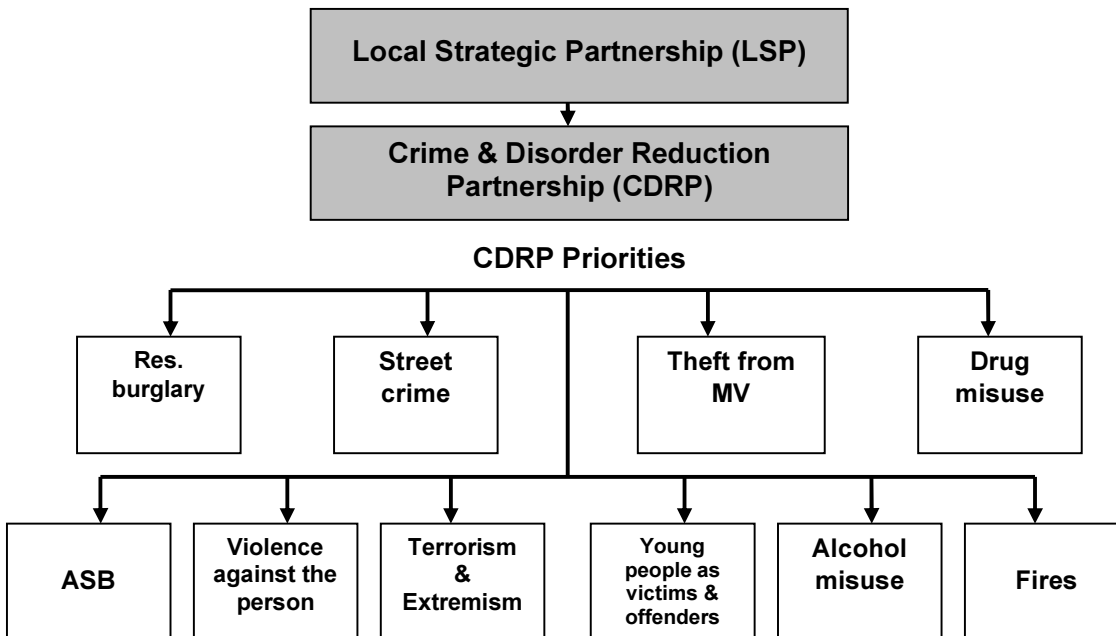 Local Strategic Partnership (LSP)
Crime & Disorder Reduction
Partnership (CDRP)
CDRP Priorities
Res.
burglary
Street
crime
Theft from
MV
Drug
misuse
ASB
Violence
against the
person
Terrorism
&
Extremism
Young
people as
victims &
offenders
Alcohol
misuse
Fires